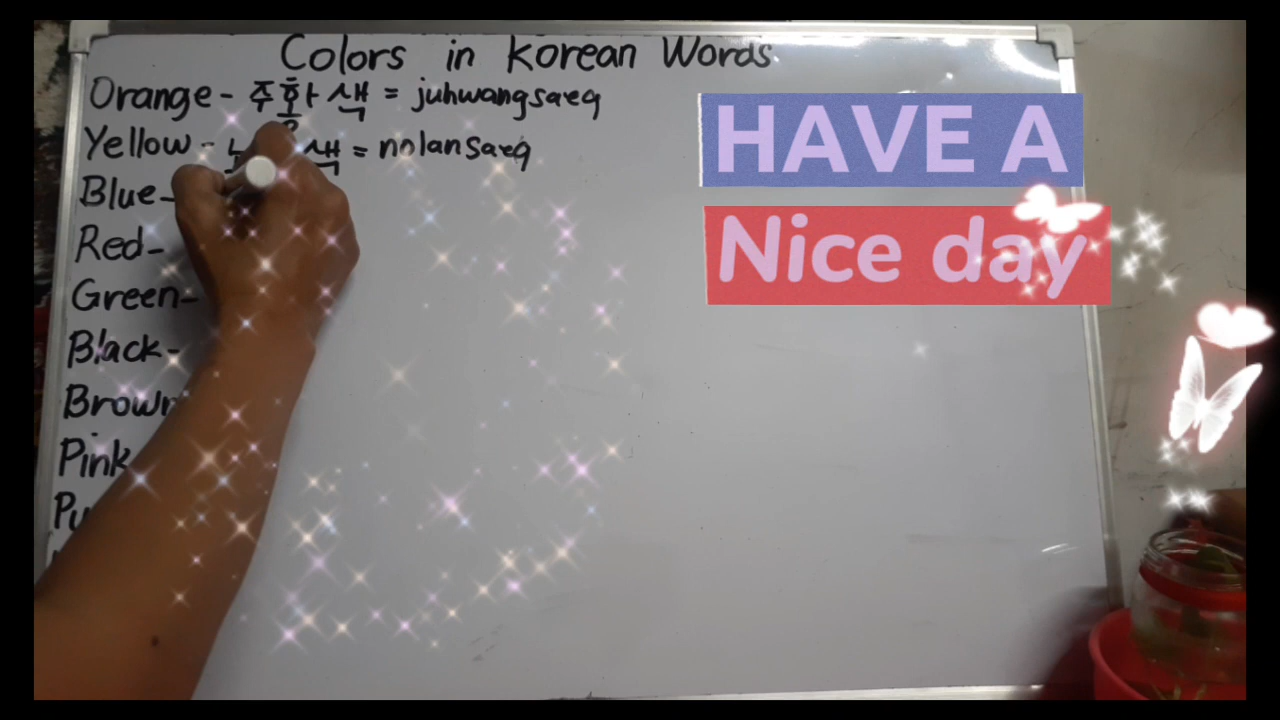 Colors in Korean Words
Orange - 주황색 = juhwangsaeg
Yellow - 색 = nolansaeg
Blue-
Red-
Green-
Black-
Brown
Pink
HAVE A
Nice day